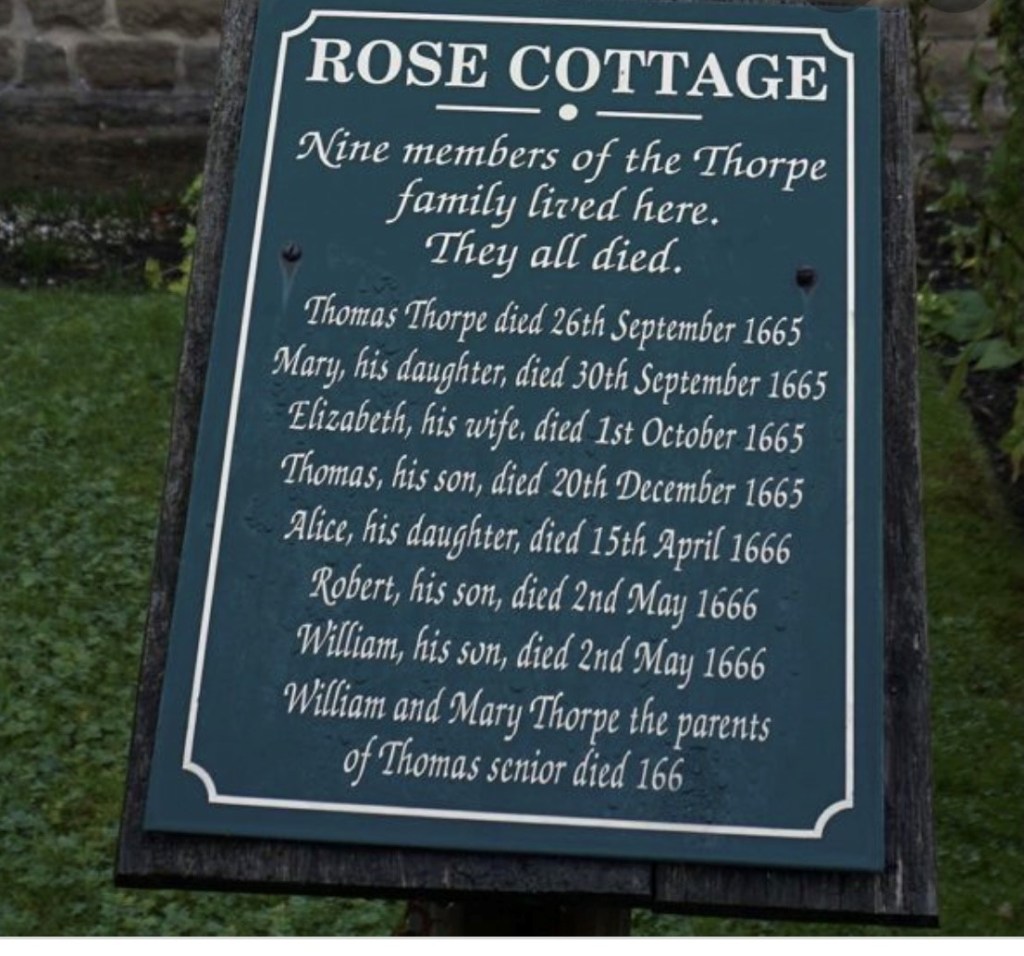 ROSE COTTAGE
Nine members of the Thorpe
family lived here.
They all died.
Thomas Thorpe died 26th September 1665
Mary, his daughter, died 30th September 1665
Elizabeth, his wife, died 1st October 1665
Thomas, his son, died 20th December 1665
Alice, his daughter, died 15th April 1666
Robert, his son, died 2nd May 1666
William, his son, died 2nd May 1666
William and Mary Thorpe the parents
of Thomas senior died 166